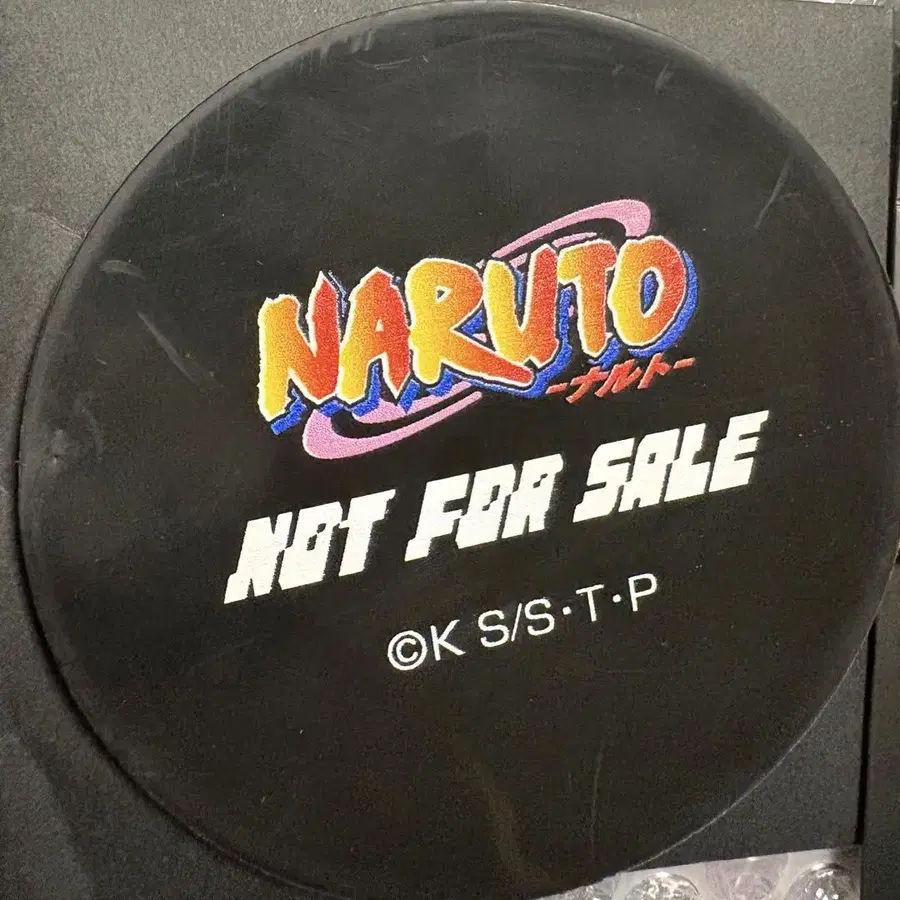 NARUTO
-ナルト-
NOT FOR SALE
©K S/S・T・P